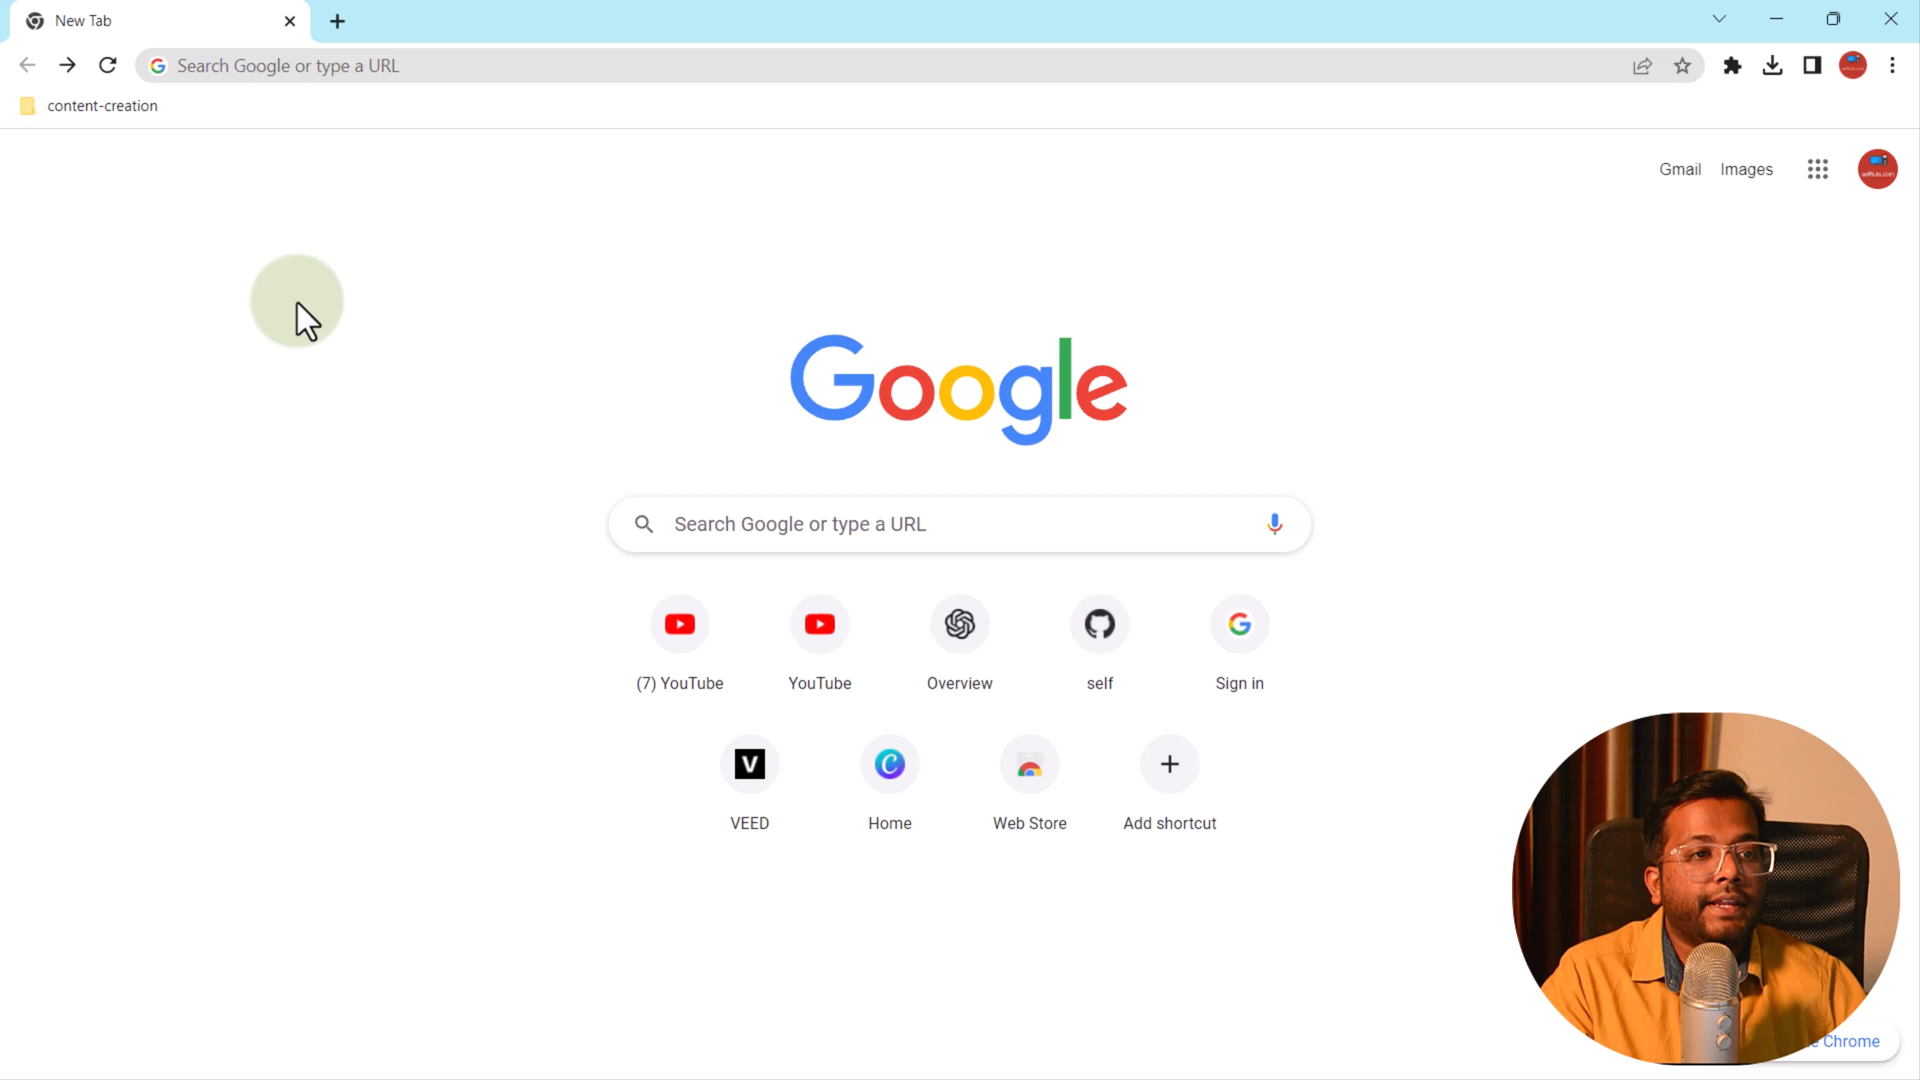 New Tab
Search Google or type a URL
content-creation
Gmail Images
Google
Search Google or type a URL
(7) YouTube YouTube Overview self Sign in
VEED Home Web Store Add shortcut
Chrome